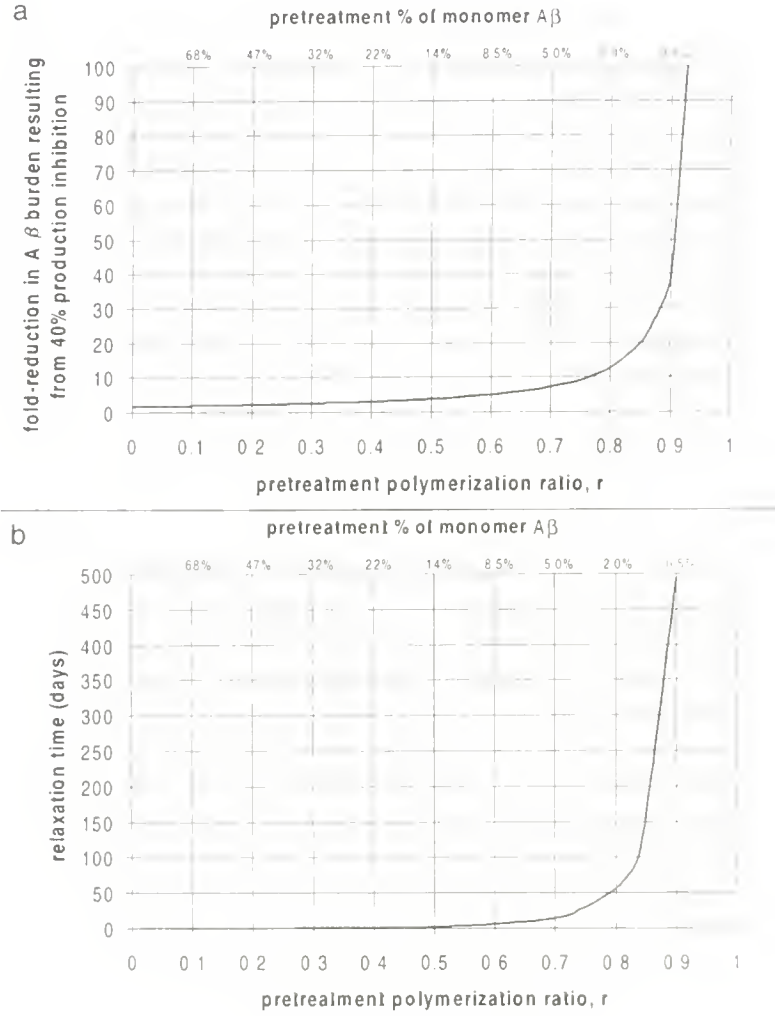 a
pretreatment % of monomer Aβ
68% 47% 32% 22% 14% 8 5% 5 0%
fold-reduction in A β burden resulting
from 40% production inhibition
100
90
80
70
60
50
40
30
20
10
0
0 0.1 0 2 0.3 0 4 0.5 0 6 0.7 0 8 0 9 1
pretreatment polymerization ratio, r
b
pretreatment % of monomer Aβ
68% 47% 32% 22% 14% 8 5% 5 0% 2 0%
relaxation time (days)
500
450
400
350
300
250
200
150
100
50
0
0 0 1 0 2 0 3 0 4 0.5 0 6 0.7 0 8 0 9 1
pretreatment polymerization ratio, r